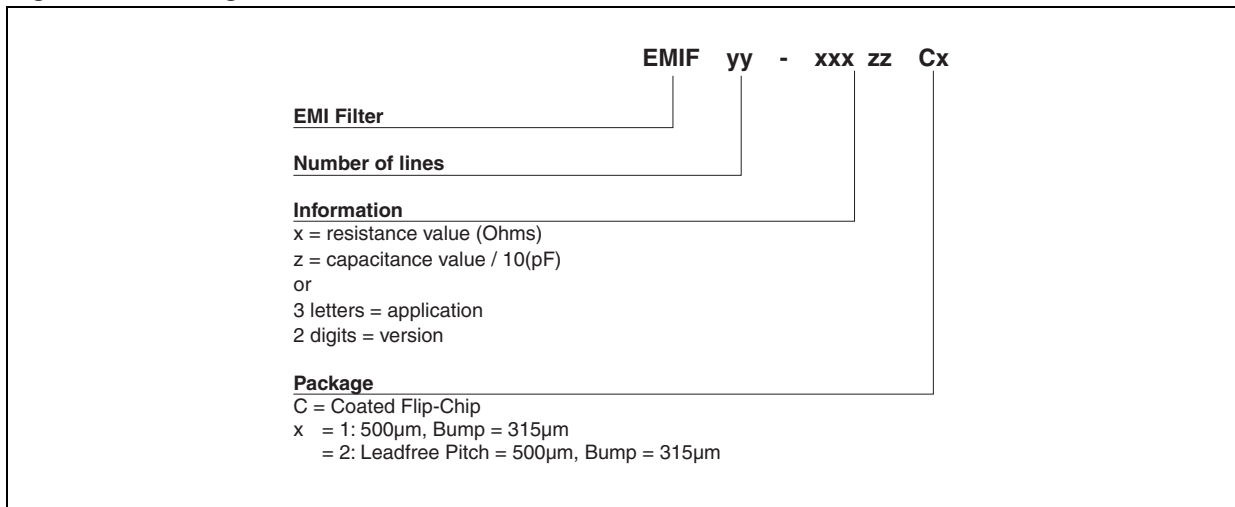 EMIF yy - xxx zz Cx
EMI Filter
Number of lines
Information
x = resistance value (Ohms)
z = capacitance value / 10(pF)
or
3 letters = application
2 digits = version
Package
C = Coated Flip-Chip
x = 1: 500µm, Bump = 315µm
= 2: Leadfree Pitch = 500µm, Bump = 315µm